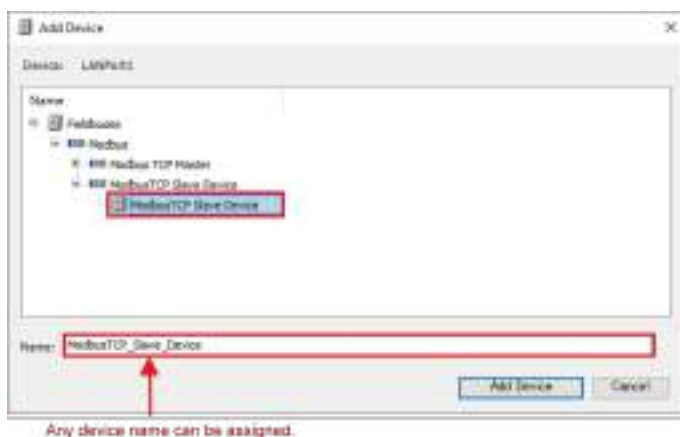 Add Device
Device: LANPort1
Name
Fieldbuses
Modbus
Modbus TCP Master
ModbusTCP Slave Device
ModbusTCP Slave Device
Name: ModbusTCP_Slave_Device
Add Device Cancel
Any device name can be assigned.